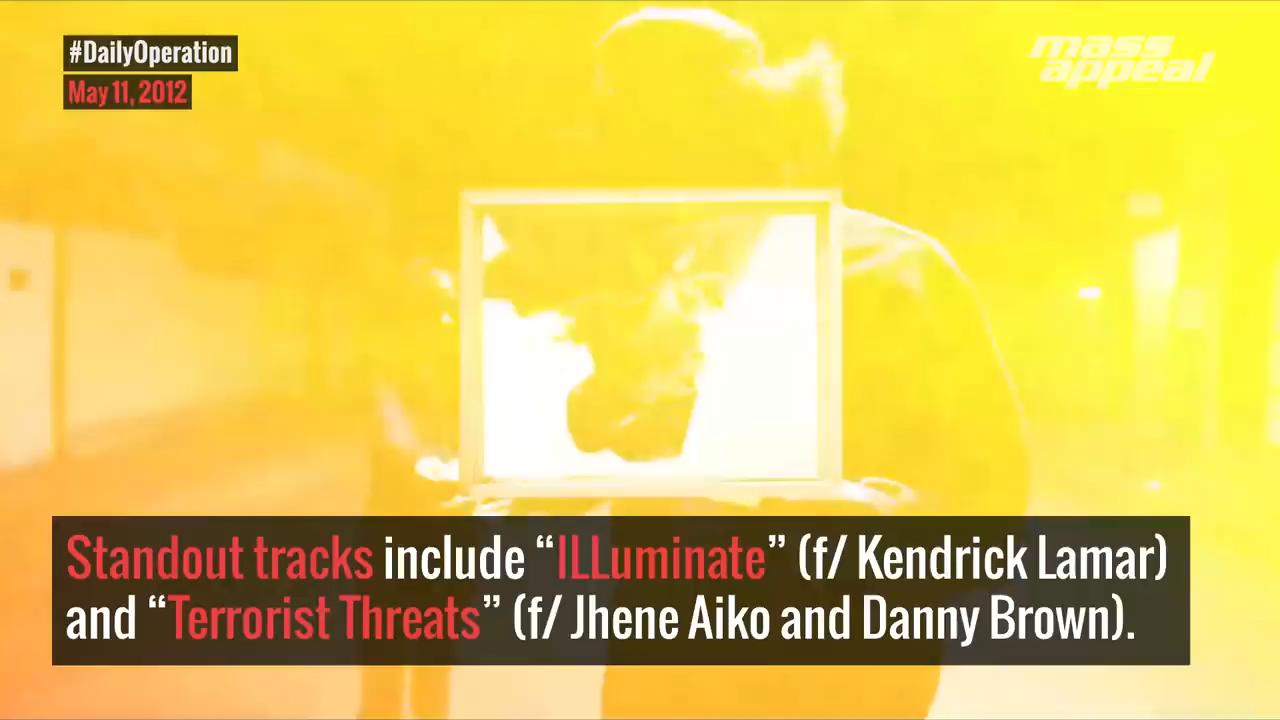 #DailyOperation
May 11, 2012
mass
appeal
Standout tracks include “ILLuminate” (f/ Kendrick Lamar)
and “Terrorist Threats” (f/ Jhene Aiko and Danny Brown).